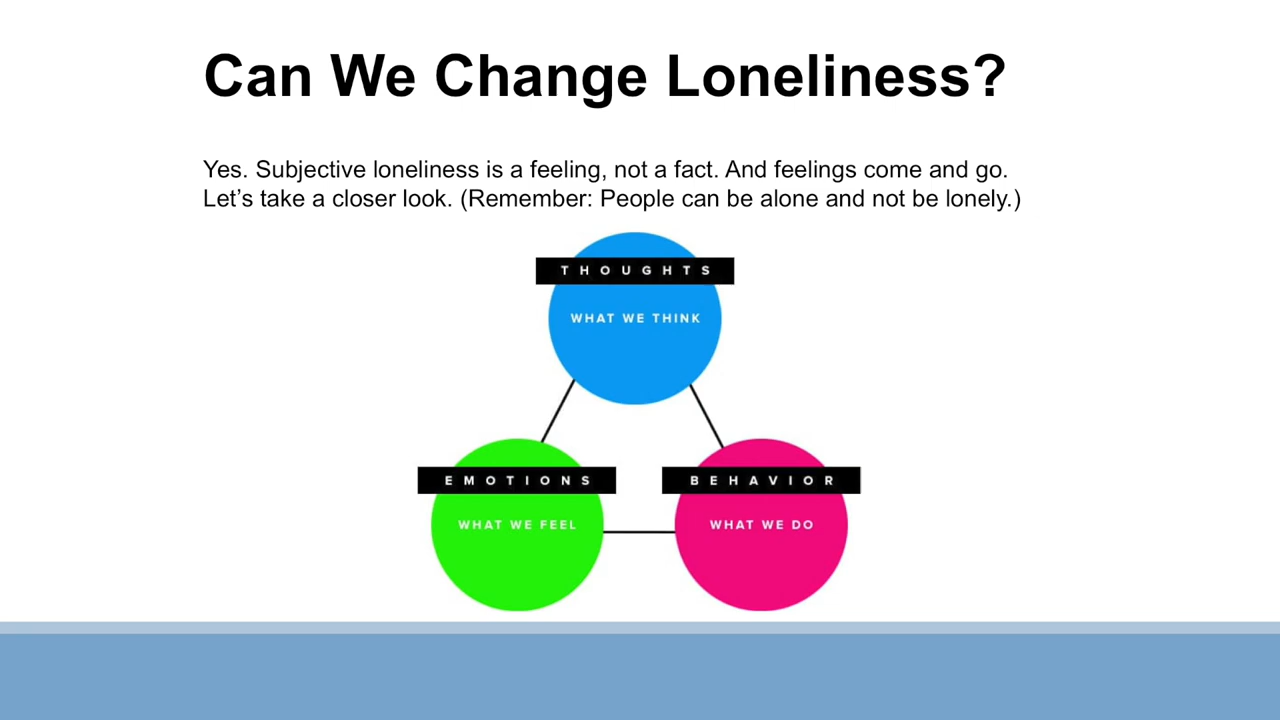 Can We Change Loneliness?
Yes. Subjective loneliness is a feeling, not a fact. And feelings come and go.
Let’s take a closer look. (Remember: People can be alone and not be lonely.)
THOUGHTS
WHAT WE THINK
EMOTIONS
WHAT WE FEEL
BEHAVIOR
WHAT WE DO